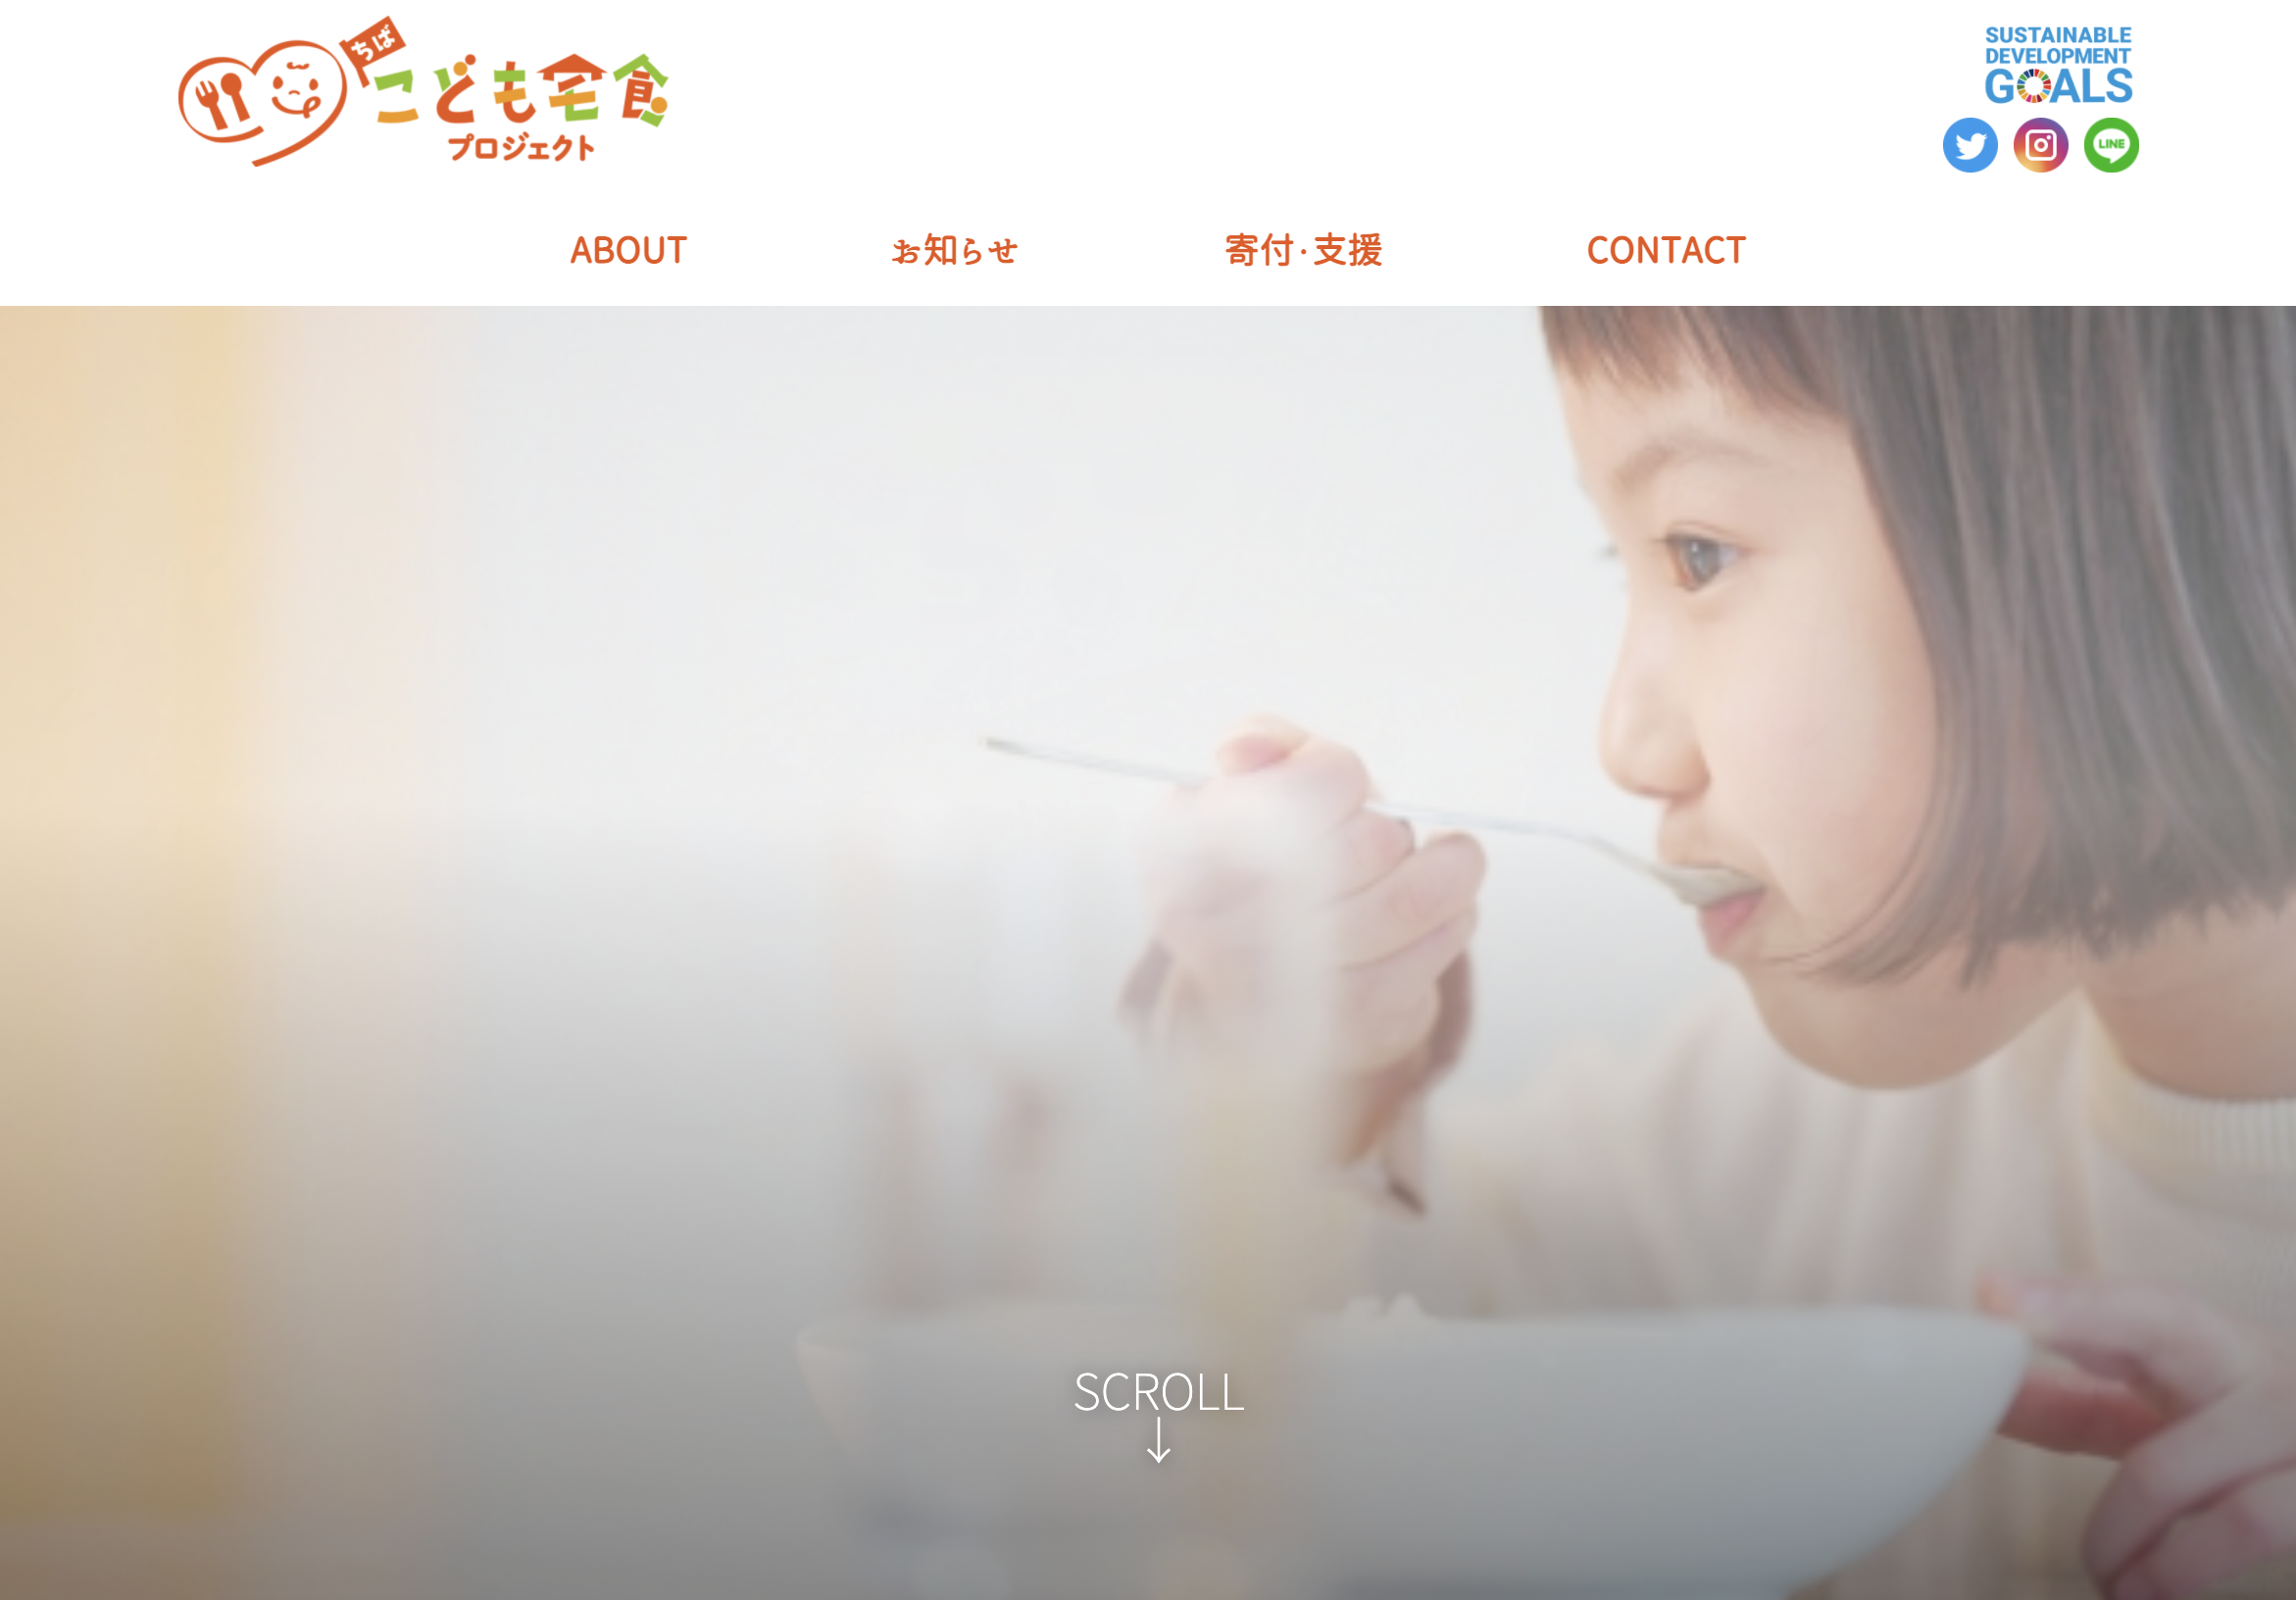 ちば
こども宅食
プロジェクト
SUSTAINABLE
DEVELOPMENT
GOALS
LINE
ABOUT
お知らせ
寄付·支援
CONTACT
SCROLL